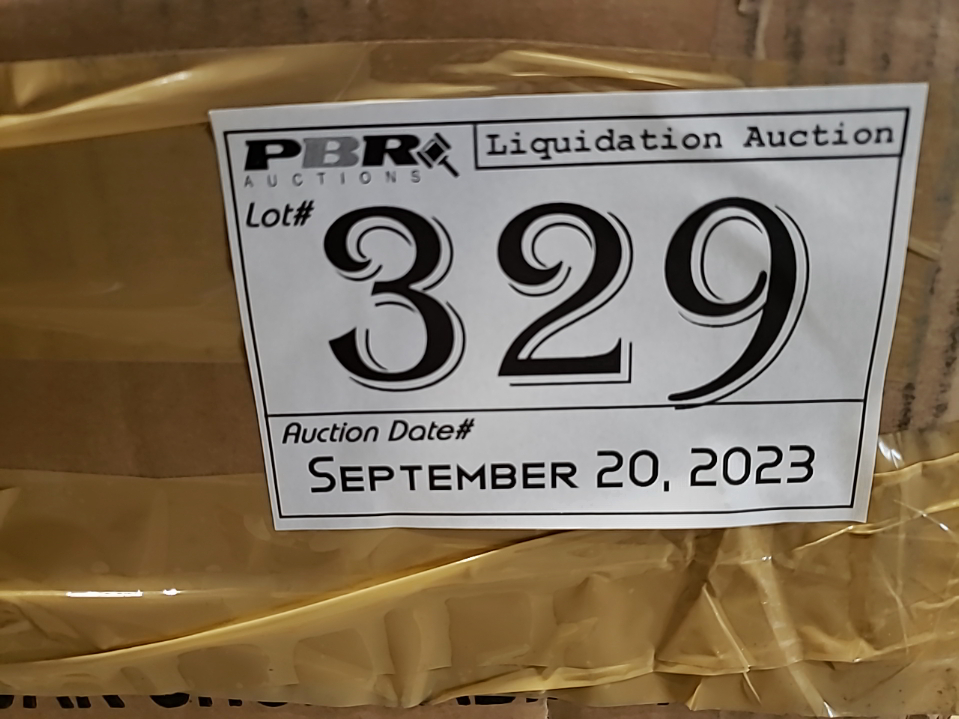 PBR
AUCTIONS
Liquidation Auction
Lot#
329
Auction Date#
SEPTEMBER 20, 2023